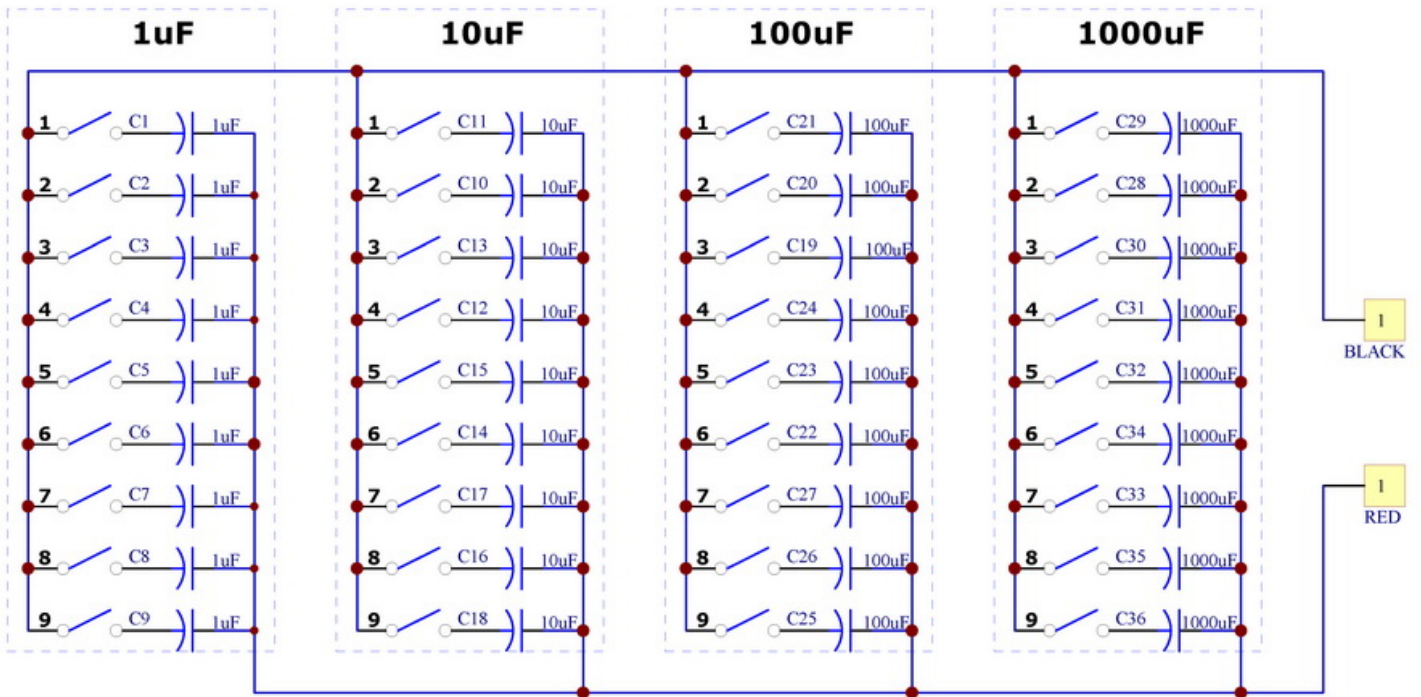 1uF 10uF 100uF 1000uF
1 C1 1uF 1 C11 10uF 1 C21 100uF 1 C29 1000uF
2 C2 1uF 2 C10 10uF 2 C20 100uF 2 C28 1000uF
3 C3 1uF 3 C13 10uF 3 C19 100uF 3 C30 1000uF
4 C4 1uF 4 C12 10uF 4 C24 100uF 4 C31 1000uF
1
BLACK
5 C5 1uF 5 C15 10uF 5 C23 100uF 5 C32 1000uF
6 C6 1uF 6 C14 10uF 6 C22 100uF 6 C34 1000uF
1
RED
7 C7 1uF 7 C17 10uF 7 C27 100uF 7 C33 1000uF
8 C8 1uF 8 C16 10uF 8 C26 100uF 8 C35 1000uF
9 C9 1uF 9 C18 10uF 9 C25 100uF 9 C36 1000uF